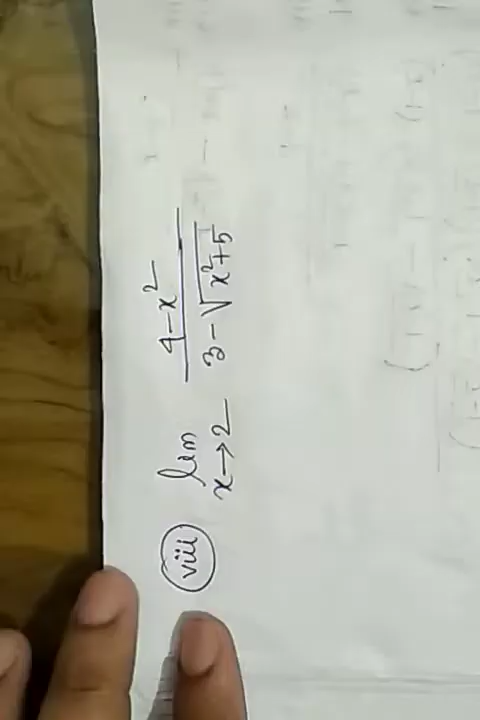 (viii) lim x→2 (4-x²)/(3-√(x²+5))